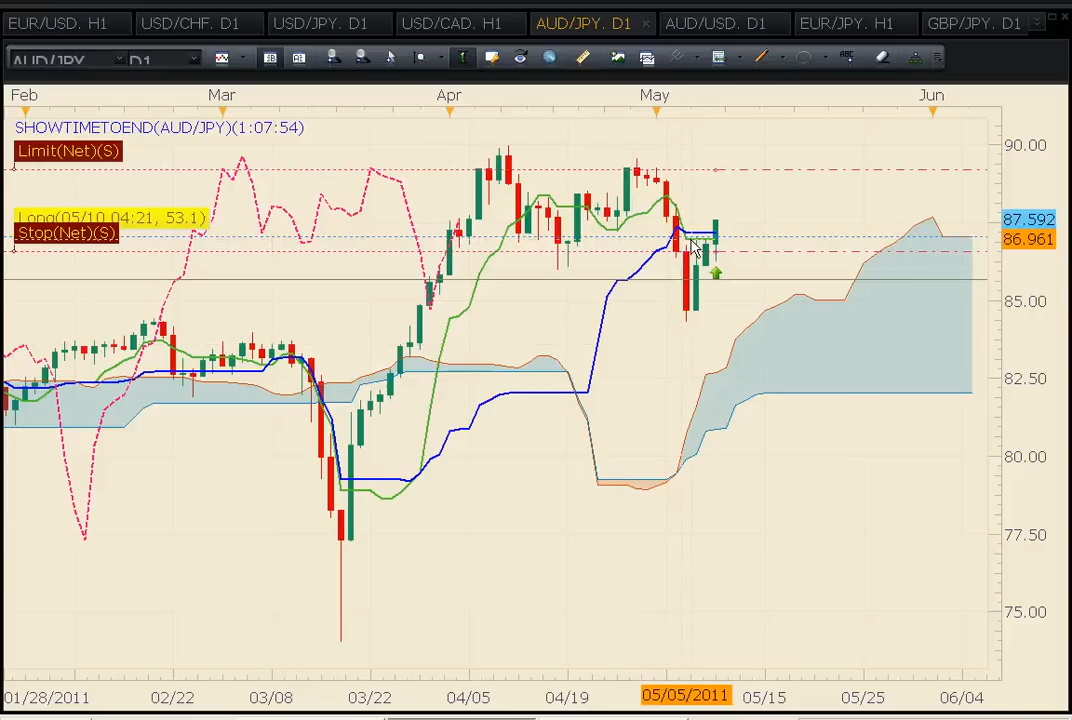 EUR/USD. H1 USD/CHF. D1 USD/JPY. D1 USD/CAD. H1 AUD/JPY. D1 × AUD/USD. D1 EUR/JPY. H1 GBP/JPY. D1
AUD/JPY D1
Feb Mar Apr May Jun
SHOWTIMETOEND(AUD/JPY)(1:07:54)
Limit(Net)(S)
Long(05/10 04:21, 53.1)
Stop(Net)(S)
90.00
87.592
86.961
85.00
82.50
80.00
77.50
75.00
01/28/2011 02/22 03/08 03/22 04/05 04/19 05/05/2011 05/15 05/25 06/04